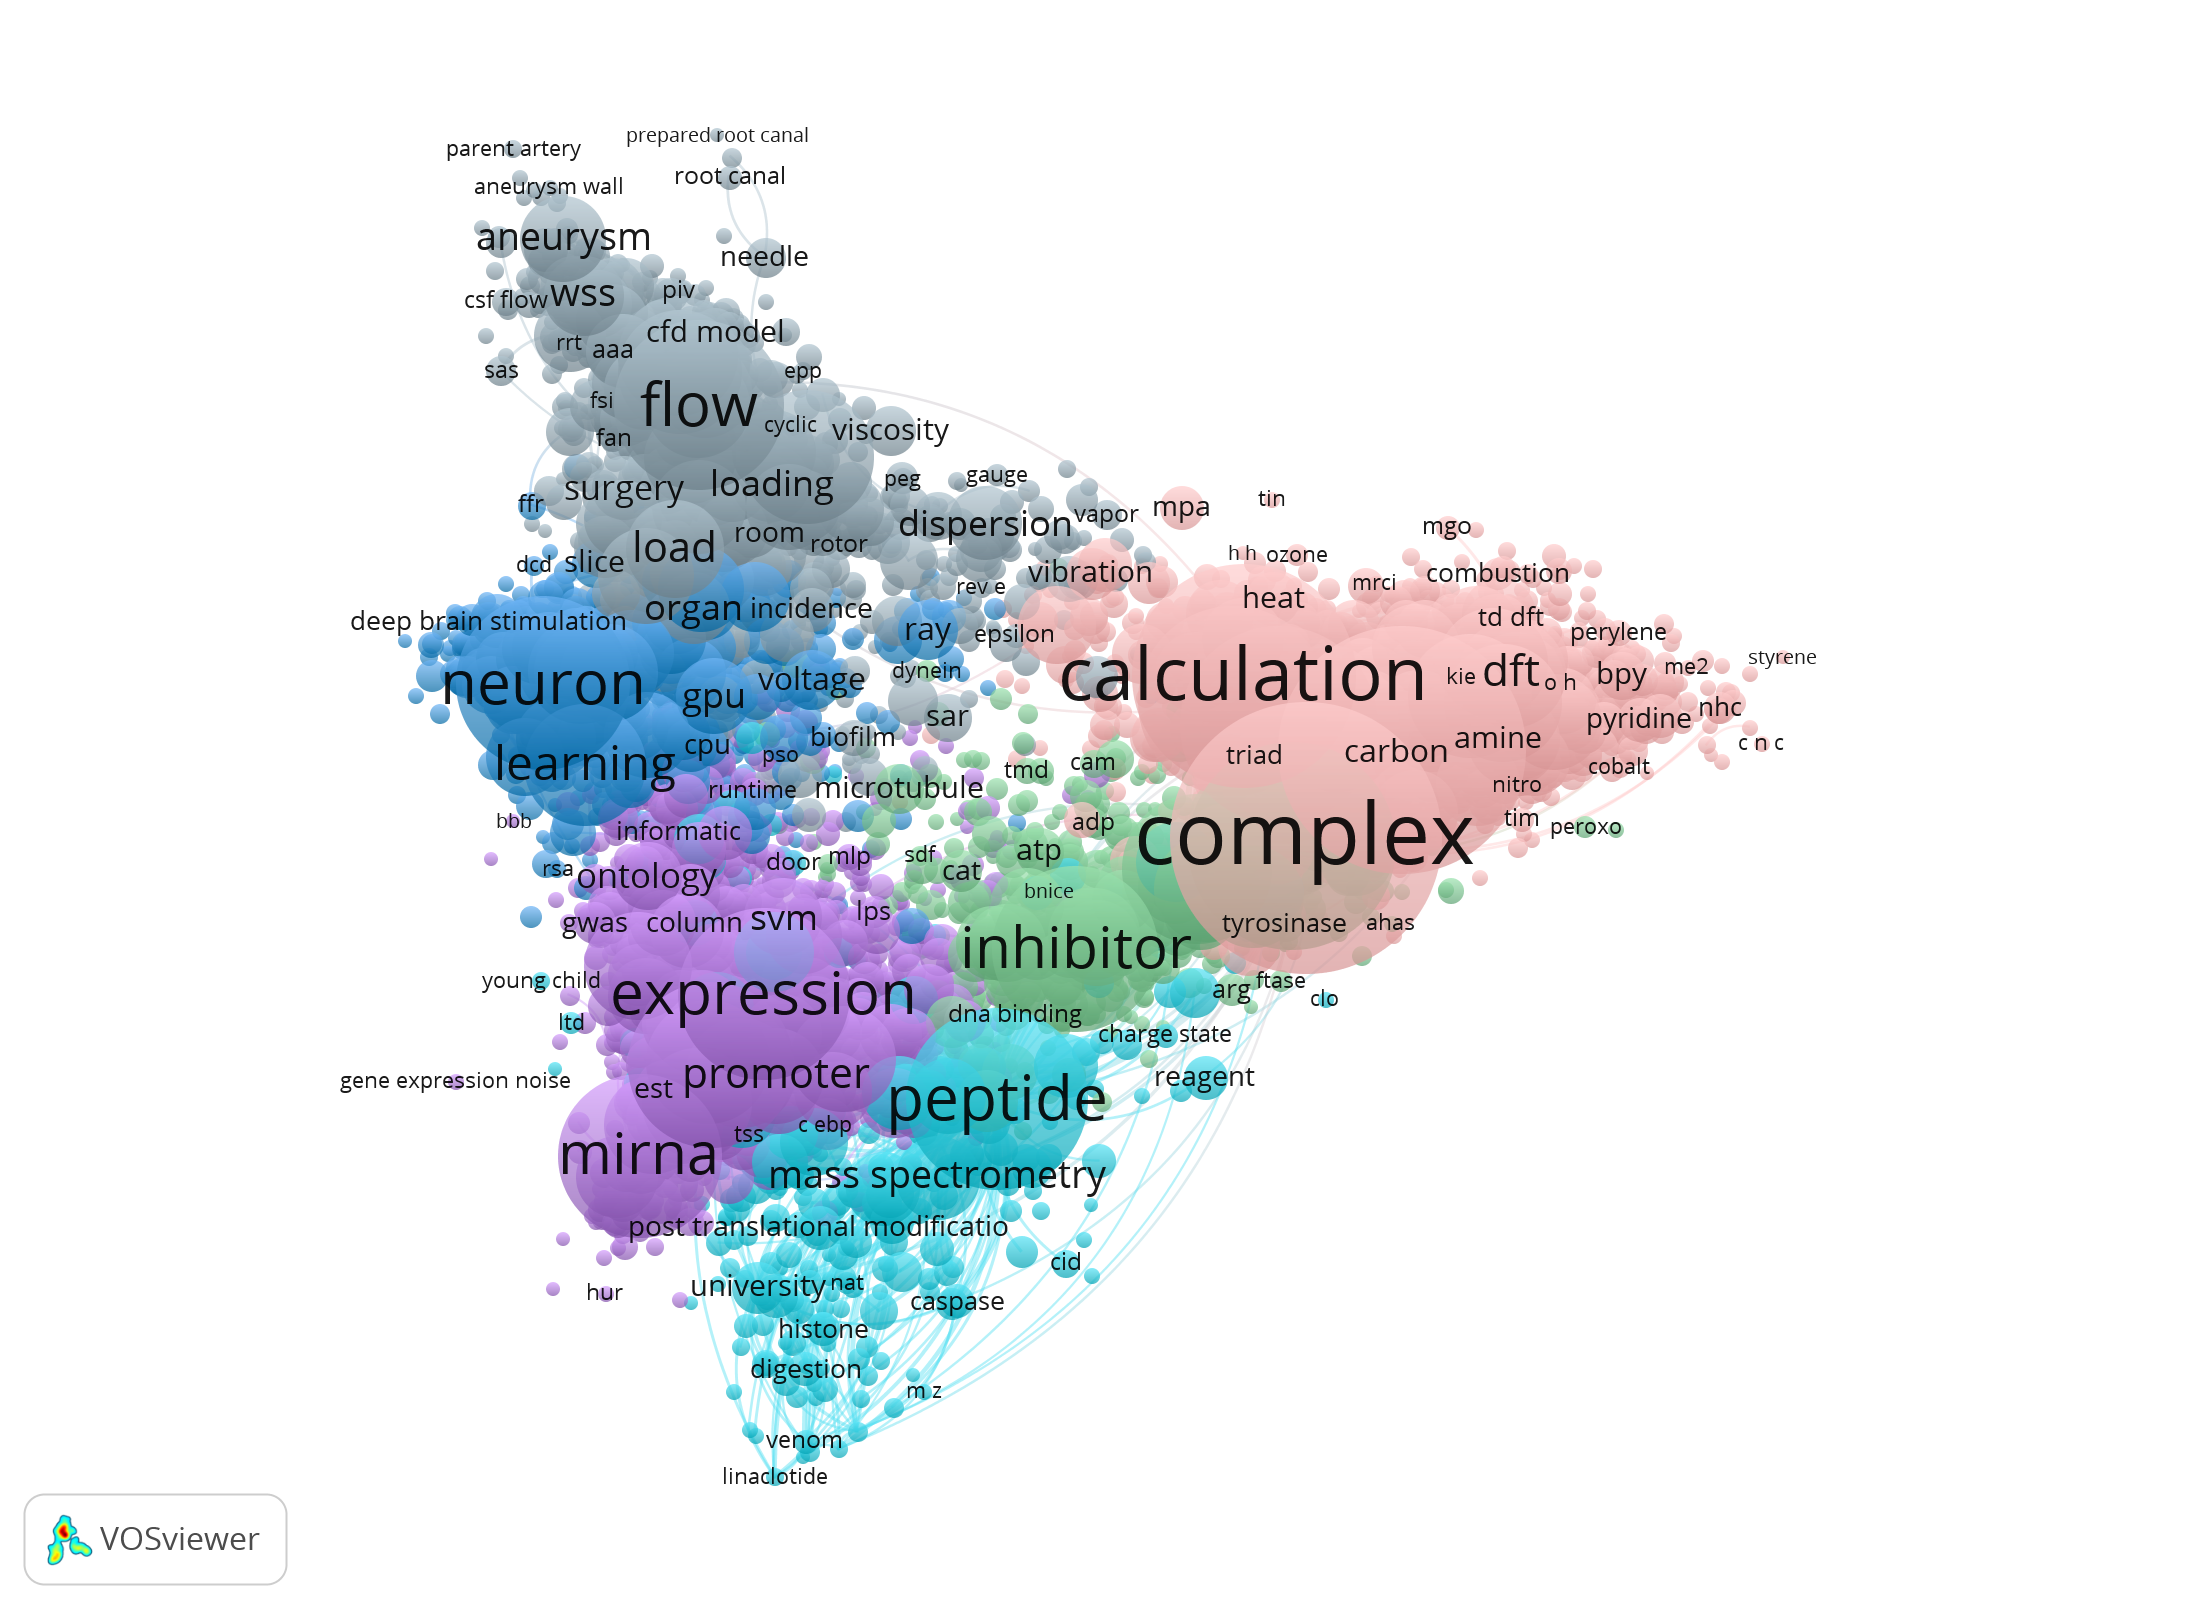 prepared root canal
parent artery
root canal
aneurysm wall
aneurysm
needle
csf flow
wss
piv
cfd model
rrt
aaa
sas
epp
fsi
flow
cyclic
viscosity
fan
surgery
loading
peg
gauge
ffr
dispersion
vapor
mpa
tin
mgo
load
room
rotor
dcd
slice
h h
ozone
vibration
rev e
mrci
combustion
organ
incidence
heat
deep brain stimulation
ray
epsilon
td dft
perylene
neuron
gpu
voltage
dynein
calculation
kie
dft
o h
bpy
me2
styrene
sar
pyridine
nhc
learning
cpu
pso
biofilm
triad
carbon
amine
c n c
tmd
cam
cobalt
runtime
microtubule
nitro
bbb
informatic
adp
complex
tim
peroxo
rsa
ontology
door
mlp
sdf
cat
atp
bnice
gwas
column
svm
lps
inhibitor
tyrosinase
ahas
young child
expression
arg
ftase
clo
ltd
dna binding
charge state
gene expression noise
est
promoter
peptide
reagent
mirna
tss
c ebp
mass spectrometry
post translational modificatio
cid
hur
university
nat
caspase
histone
digestion
m z
venom
linaclotide
VOSviewer